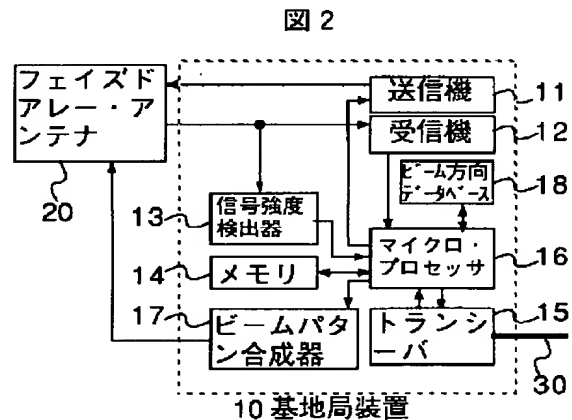 図2
フェイズド
アレー・ア
ンテナ
20
送信機
11
受信機
12
ビーム方向
データベース
18
信号強度
検出器
13
マイクロ・
プロセッサ
16
14
メモリ
17
ビームパタ
ン合成器
トランシ
ーバ
15
30
10 基地局装置